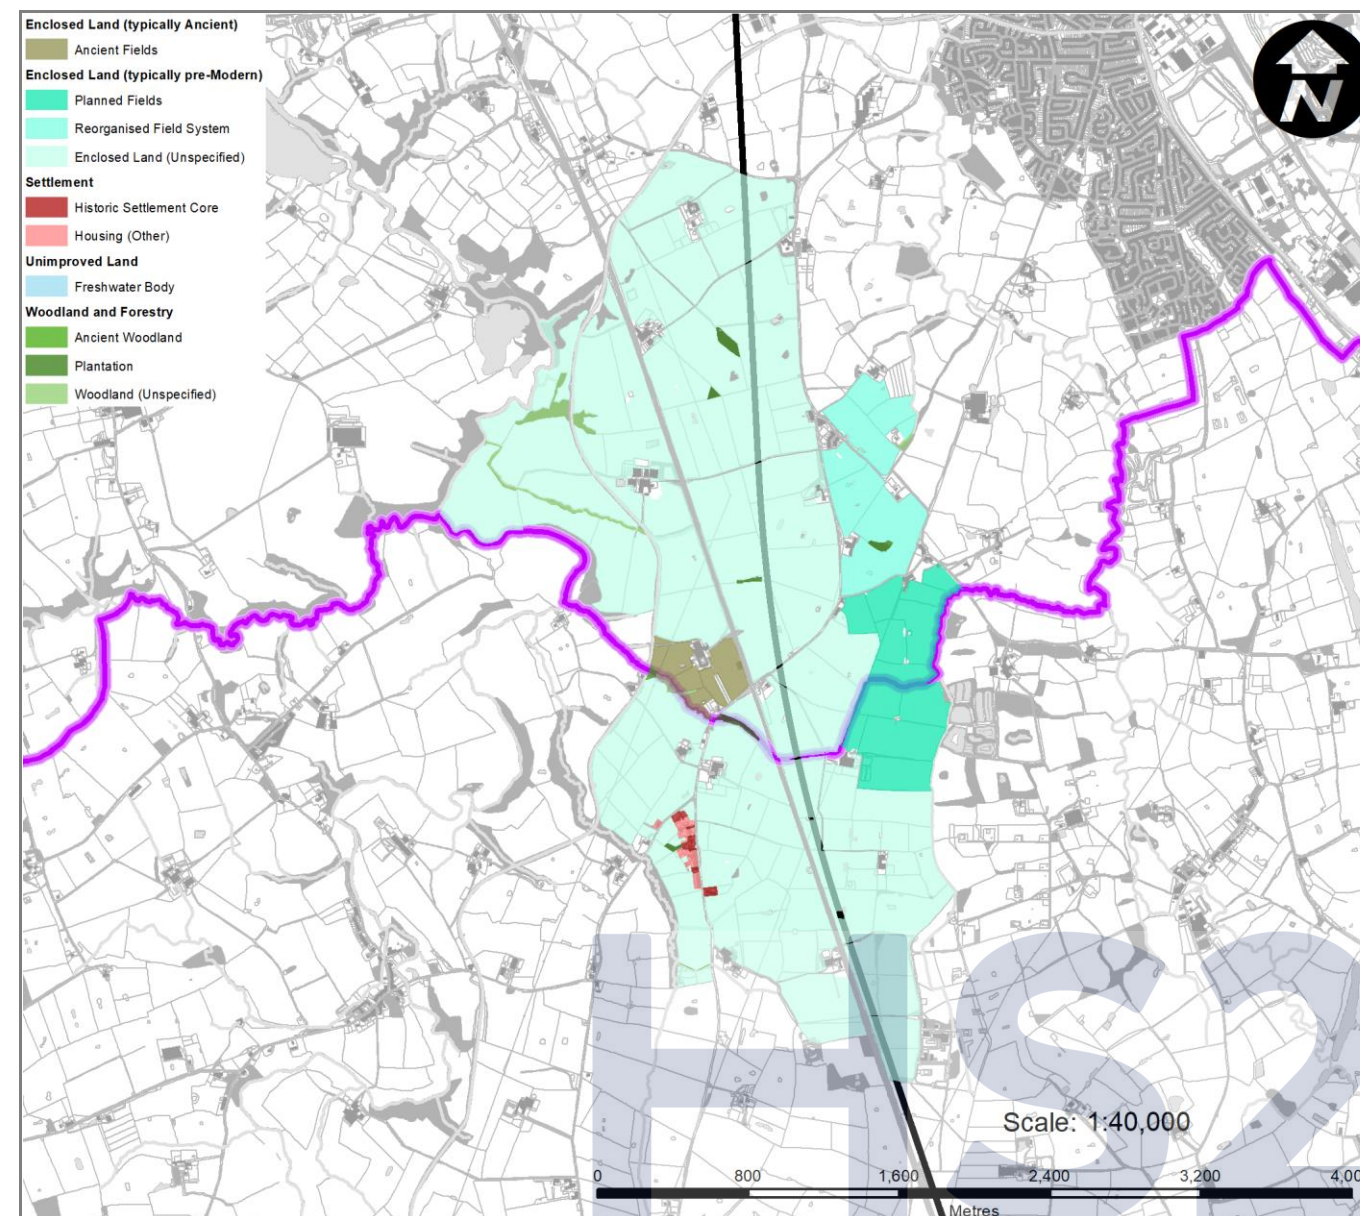 Enclosed Land (typically Ancient)
Ancient Fields
Enclosed Land (typically pre-Modern)
Planned Fields
Reorganised Field System
Enclosed Land (Unspecified)
Settlement
Historic Settlement Core
Housing (Other)
Unimproved Land
Freshwater Body
Woodland and Forestry
Ancient Woodland
Plantation
Woodland (Unspecified)
N
HS2
Scale: 1:40,000
0 800 1,600 2,400 3,200 4,00
Metres